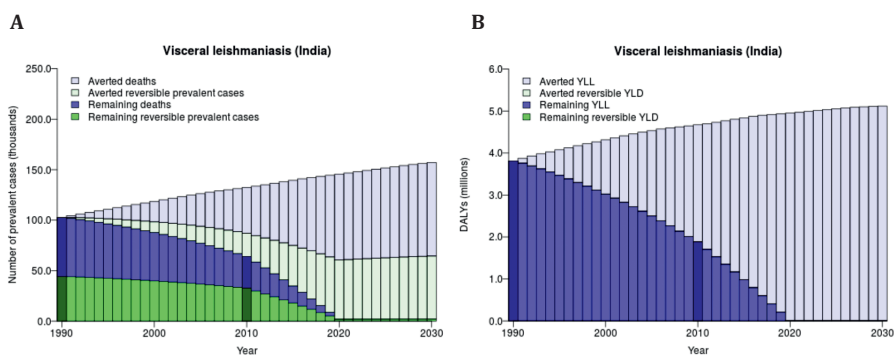 A
Visceral leishmaniasis (India)
250.0
200.0
150.0
100.0
50.0
0.0
Number of prevalent cases (thousands)
Averted deaths
Averted reversible prevalent cases
Remaining deaths
Remaining reversible prevalent cases
1990 2000 2010 2020 2030
Year
B
Visceral leishmaniasis (India)
6.0
5.0
4.0
3.0
2.0
1.0
0.0
DALYs (millions)
Averted YLL
Averted reversible YLD
Remaining YLL
Remaining reversible YLD
1990 2000 2010 2020 2030
Year